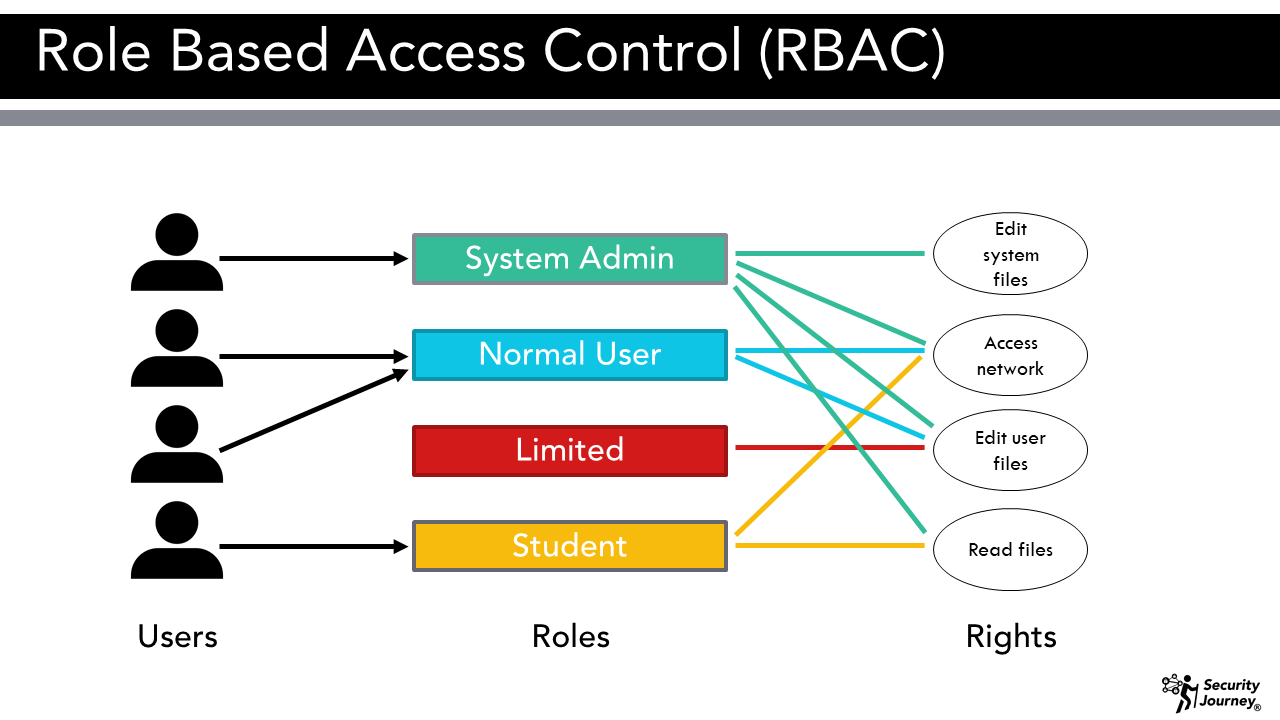 Role Based Access Control (RBAC)
System Admin
Normal User
Limited
Student
Edit
system
files
Access
network
Edit user
files
Read files
Users
Roles
Rights
Security
Journey®